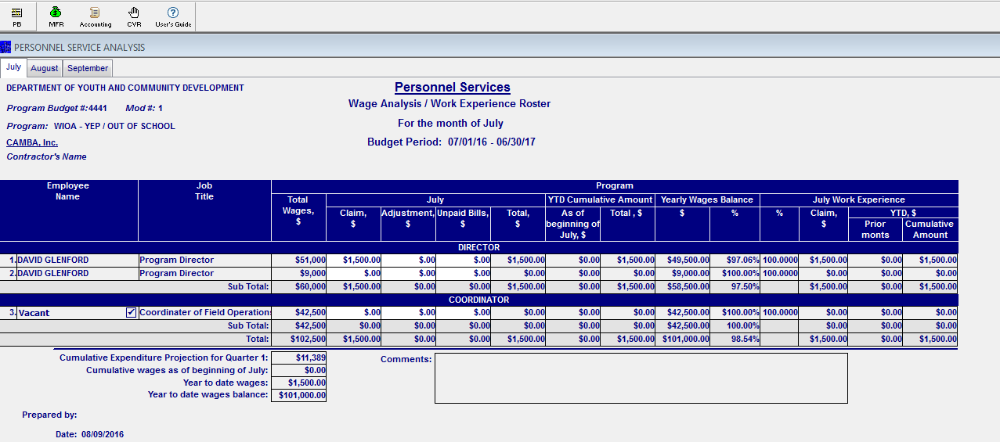 PB MFR Accounting CVR User's Guide
PERSONNEL SERVICE ANALYSIS
July August September
DEPARTMENT OF YOUTH AND COMMUNITY DEVELOPMENT
Personnel Services
Program Budget #:4441 Mod #: 1
Wage Analysis / Work Experience Roster
Program: WIOA - YEP / OUT OF SCHOOL
For the month of July
CAMBA, Inc.
Budget Period: 07/01/16 - 06/30/17
Contractor's Name
Employee Job Program
Name Title
Total July YTD Cumulative Amount Yearly Wages Balance July Work Experience
Wages, Claim, Adjustment, Unpaid Bills, Total, As of Total , $ $ % % Claim, YTD, $
$ $ $ $ $ beginning of $ Prior Cumulative
July, $ monts Amount
DIRECTOR
1. DAVID GLENFORD Program Director $51,000 $1,500.00 $.00 $.00 $1,500.00 $0.00 $1,500.00 $49,500.00 $97.06% 100.0000 $1,500.00 $0.00 $1,500.00
2. DAVID GLENFORD Program Director $9,000 $.00 $.00 $.00 $0.00 $0.00 $0.00 $9,000.00 $100.00% 100.0000 $0.00 $0.00 $0.00
Sub Total: $60,000 $1,500.00 $0.00 $0.00 $1,500.00 $0.00 $1,500.00 $58,500.00 97.50% $1,500.00 $0.00 $1,500.00
COORDINATOR
3. Vacant Coordinater of Field Operation $42,500 $.00 $.00 $.00 $0.00 $0.00 $0.00 $42,500.00 $100.00% 100.0000 $0.00 $0.00 $0.00
Sub Total: $42,500 $0.00 $0.00 $0.00 $0.00 $0.00 $0.00 $42,500.00 100.00% $0.00 $0.00 $0.00
Total: $102,500 $1,500.00 $0.00 $0.00 $1,500.00 $0.00 $1,500.00 $101,000.00 98.54% $1,500.00 $0.00 $1,500.00
Cumulative Expenditure Projection for Quarter 1: $11,389 Comments:
Cumulative wages as of beginning of July: $0.00
Year to date wages: $1,500.00
Year to date wages balance: $101,000.00
Prepared by:
Date: 08/09/2016